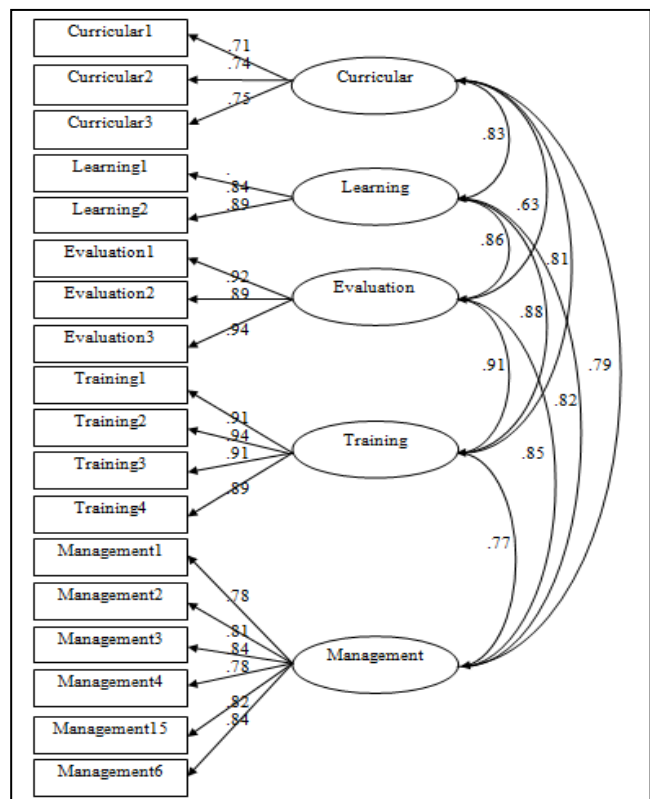 Curricular1
.71
.74
Curricular2
Curricular
.75
Curricular3
.83
Learning1
.
.84
Learning
Learning2
.89
.63
.86
Evaluation1
.81
.92
Evaluation
Evaluation2
.89
.88
Evaluation3
.94
.91
.79
Training1
.82
.91
Training2
.94
Training
.91
.85
Training3
.89
Training4
.77
Management1
.78
Management2
.81
Management3
.84
Management
.78
Management4
.82
Management15
.84
Management6